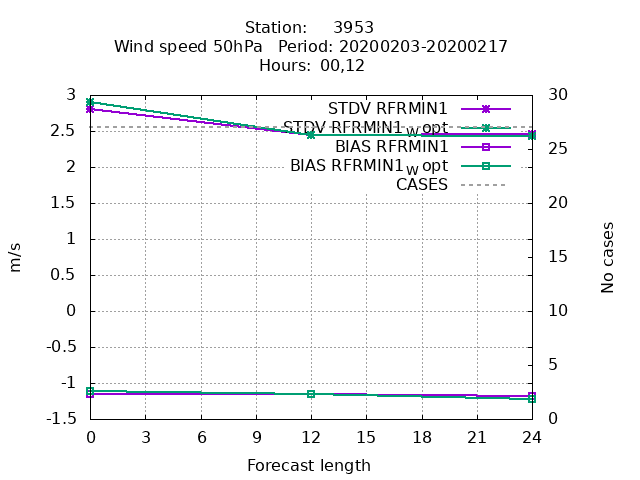 Station: 3953
Wind speed 50hPa Period: 20200203-20200217
Hours: 00,12
3 30
STDV RFRMIN1
STDV RFRMIN1W opt
2.5 25
BIAS RFRMIN1
BIAS RFRMIN1W opt
2
CASES
1.5 20
1
15
m/s No cases
0.5
0 10
-0.5
5
-1
-1.5 0
0 3 6 9 12 15 18 21 24
Forecast length